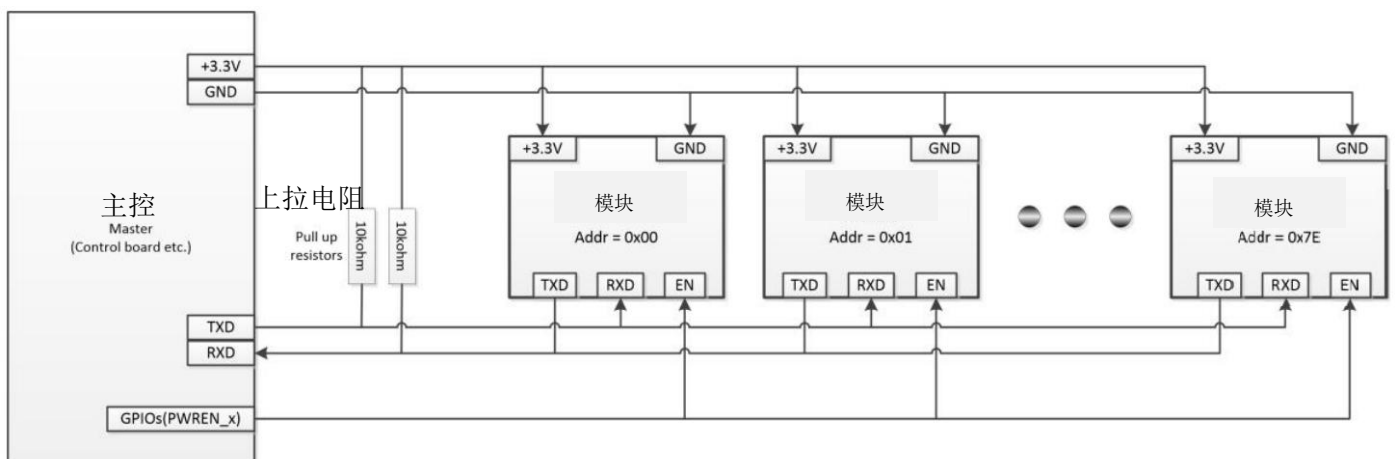 +3.3V
GND
主控
Master
(Control board etc.)
上拉电阻
Pull up
resistors
10kohm
10kohm
TXD
RXD
GPIOs(PWREN_x)
+3.3V
GND
模块
Addr = 0x00
TXD
RXD
EN
+3.3V
GND
模块
Addr = 0x01
TXD
RXD
EN
+3.3V
GND
模块
Addr = 0x7E
TXD
RXD
EN